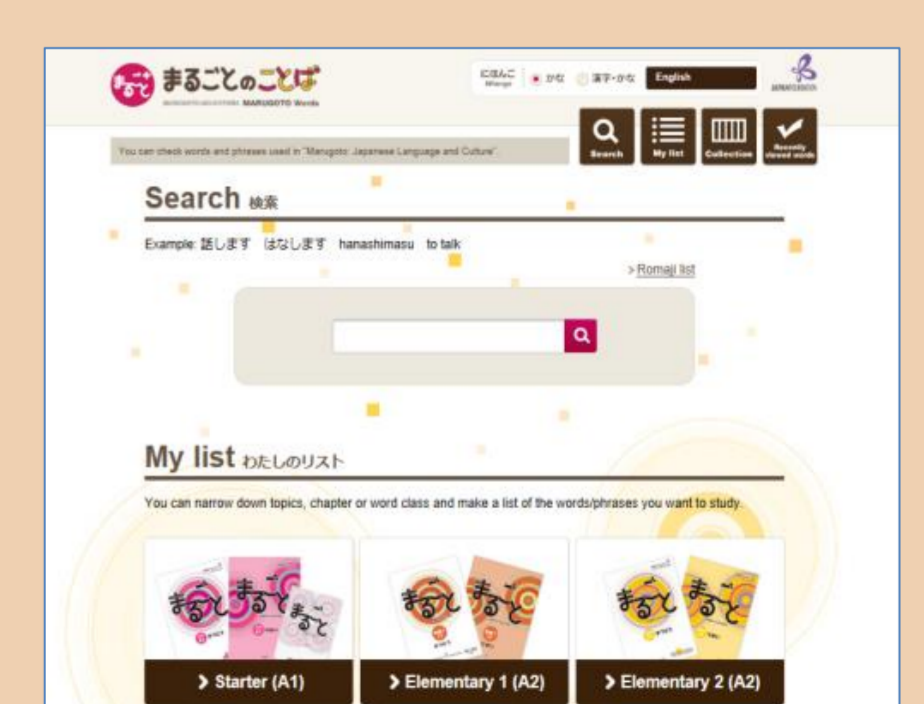 まるごと まるごとのことば
MARUGOTO Words
にほんご かな 漢字・かな English
JAPANFOUNDATION
Search My list Collection Recently viewed words
You can check words and phrases used in "Marugoto: Japanese Language and Culture".
Search 検索
Example: 話します はなします hanashimasu to talk
> Romaji list
My list わたしのリスト
You can narrow down topics, chapter or word class and make a list of the words/phrases you want to study.
まるごと まるごと まるごと まるごと まるごと まるごと まるごと
Starter (A1) Elementary 1 (A2) Elementary 2 (A2)